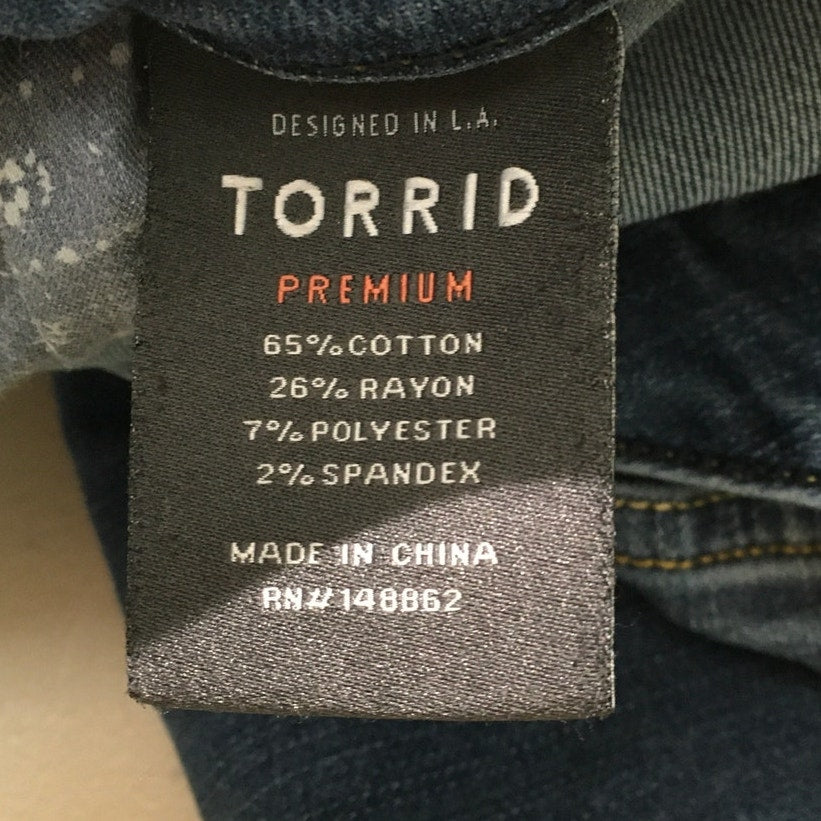 DESIGNED IN L.A.
TORRID
PREMIUM
65% COTTON
26% RAYON
7% POLYESTER
2% SPANDEX
MADE IN CHINA
RN# 148862